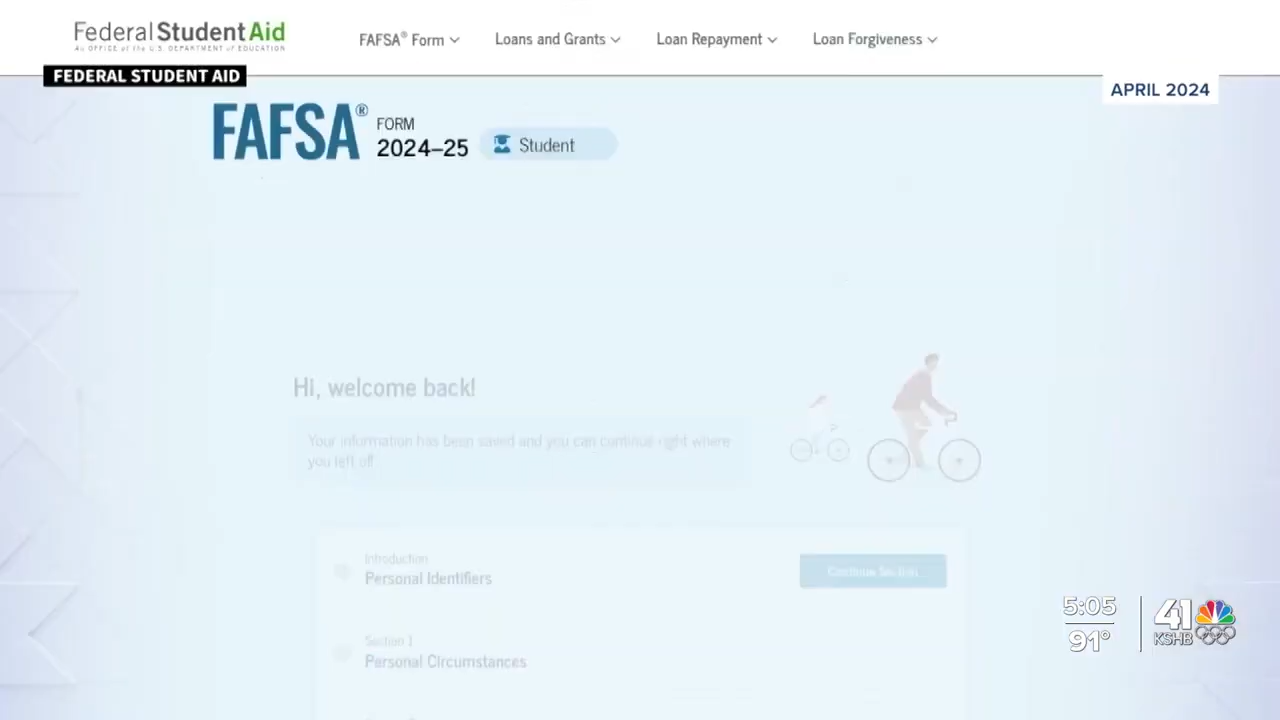 Federal Student Aid
An OFFICE of the U.S. DEPARTMENT of EDUCATION
FAFSA® Form
Loans and Grants
Loan Repayment
Loan Forgiveness
FEDERAL STUDENT AID
APRIL 2024
FAFSA®
FORM
2024–25
Student
Hi, welcome back!
Your information has been saved and you can continue right where
you left off.
Introduction
Personal Identifiers
Continue Section
Section 1
Personal Circumstances
5:05
91°
41
KSHB